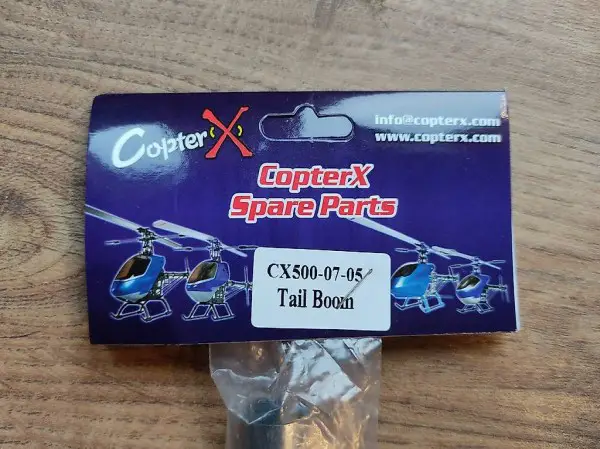 CopterX
info@copterx.com
www.copterx.com
CopterX
Spare Parts
CX500-07-05
Tail Boom